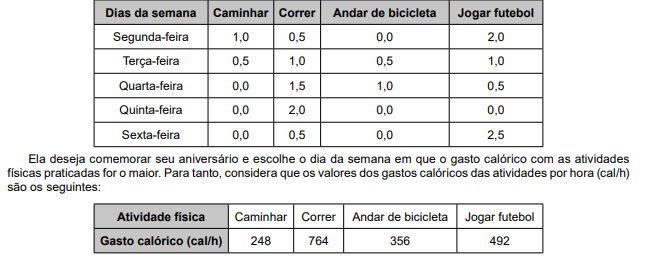 Dias da semana Caminhar Correr Andar de bicicleta Jogar futebol
Segunda-feira 1,0 0,5 0,0 2,0
Terça-feira 0,5 1,0 0,5 1,0
Quarta-feira 0,0 1,5 1,0 0,5
Quinta-feira 0,0 2,0 0,0 0,0
Sexta-feira 0,0 0,5 0,0 2,5
Ela deseja comemorar seu aniversário e escolhe o dia da semana em que o gasto calórico com as atividades
físicas praticadas for o maior. Para tanto, considera que os valores dos gastos calóricos das atividades por hora (cal/h)
são os seguintes:
Atividade física Caminhar Correr Andar de bicicleta Jogar futebol
Gasto calórico (cal/h) 248 764 356 492